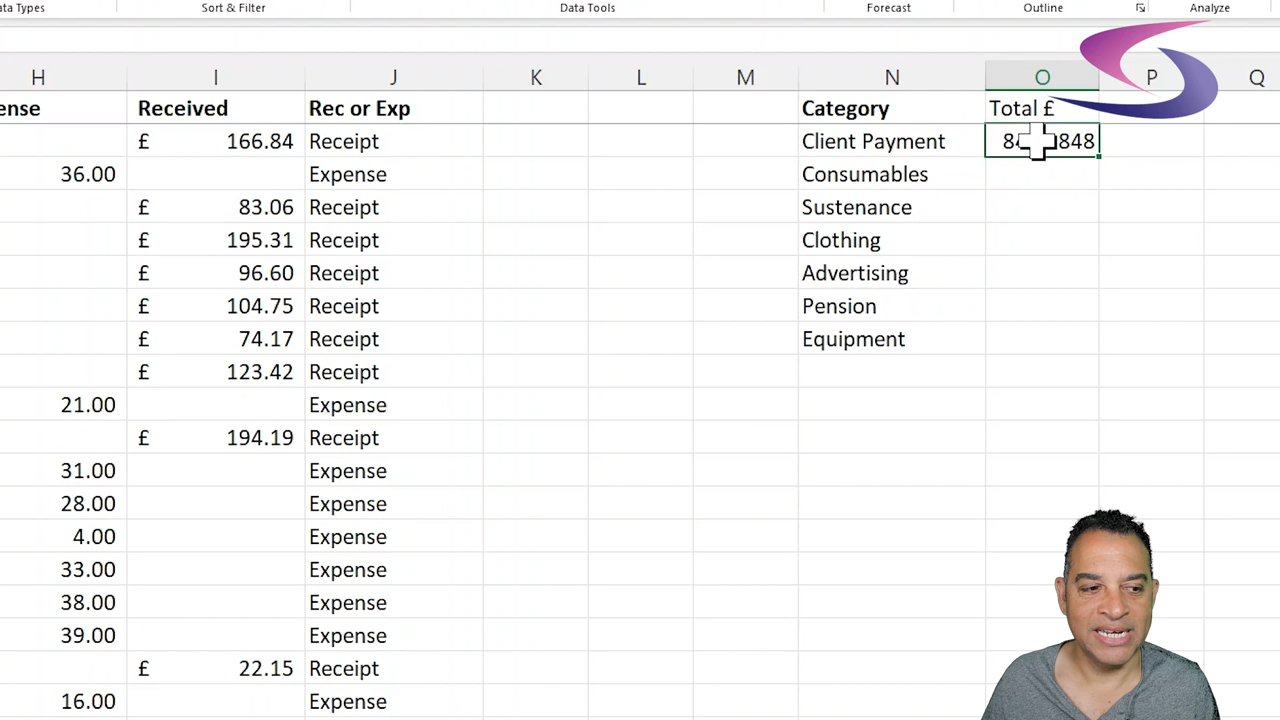 ata Types Sort & Filter Data Tools Forecast Outline Analyze
H I J K L M N O P Q
ense Received Rec or Exp Category Total £
£ 166.84 Receipt Client Payment
36.00 Expense Consumables
£ 83.06 Receipt Sustenance
£ 195.31 Receipt Clothing
£ 96.60 Receipt Advertising
£ 104.75 Receipt Pension
£ 74.17 Receipt Equipment
£ 123.42 Receipt
21.00 Expense
£ 194.19 Receipt
31.00 Expense
28.00 Expense
4.00 Expense
33.00 Expense
38.00 Expense
39.00 Expense
£ 22.15 Receipt
16.00 Expense